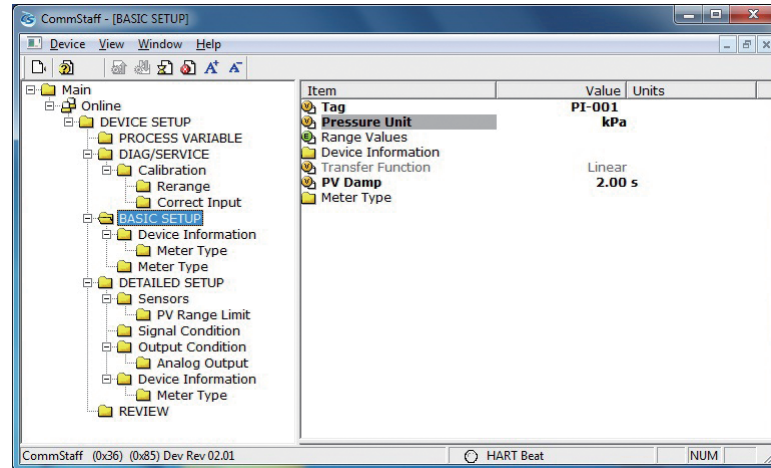 CommStaff - [BASIC SETUP]
Device View Window Help
A+ A-
Main
Online
DEVICE SETUP
PROCESS VARIABLE
DIAG/SERVICE
Calibration
Rerange
Correct Input
BASIC SETUP
Device Information
Meter Type
Meter Type
DETAILED SETUP
Sensors
PV Range Limit
Signal Condition
Output Condition
Analog Output
Device Information
Meter Type
REVIEW
Item Value Units
Tag PI-001
Pressure Unit kPa
Range Values
Device Information
Transfer Function Linear
PV Damp 2.00 s
Meter Type
CommStaff (0x36) (0x85) Dev Rev 02.01 HART Beat NUM